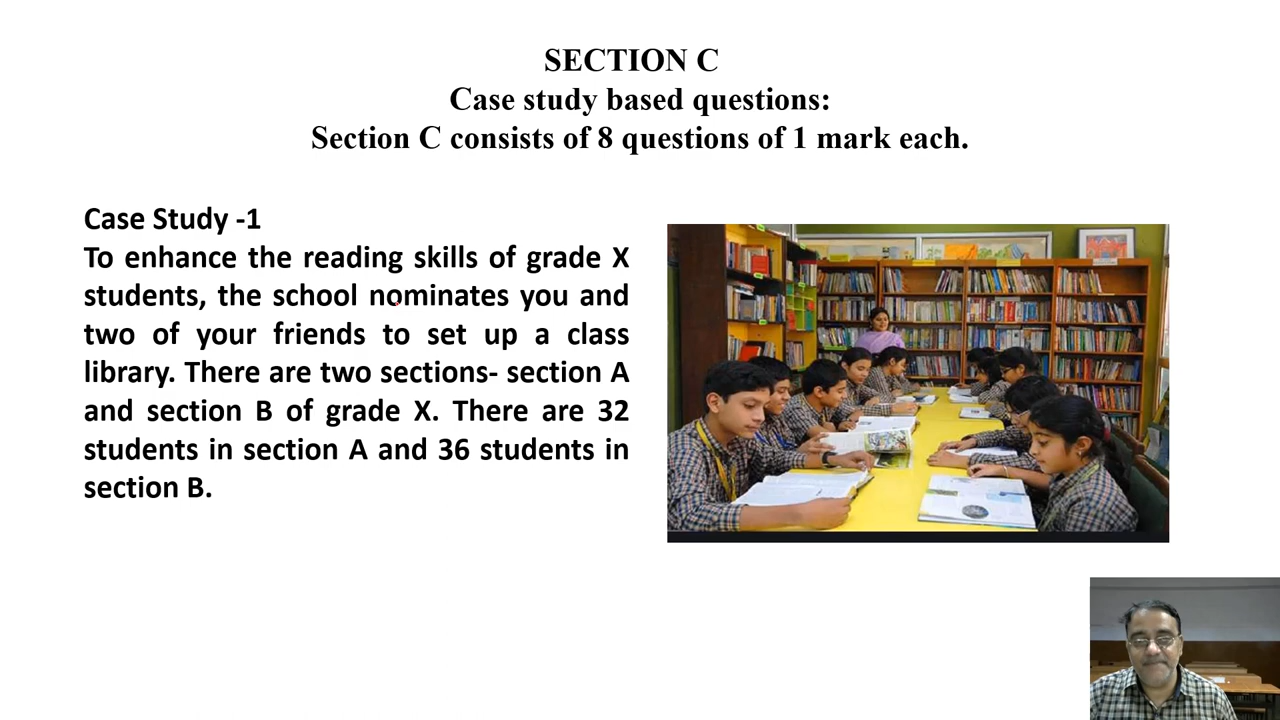 SECTION C
Case study based questions:
Section C consists of 8 questions of 1 mark each.
Case Study -1
To enhance the reading skills of grade X
students, the school nominates you and
two of your friends to set up a class
library. There are two sections- section A
and section B of grade X. There are 32
students in section A and 36 students in
section B.